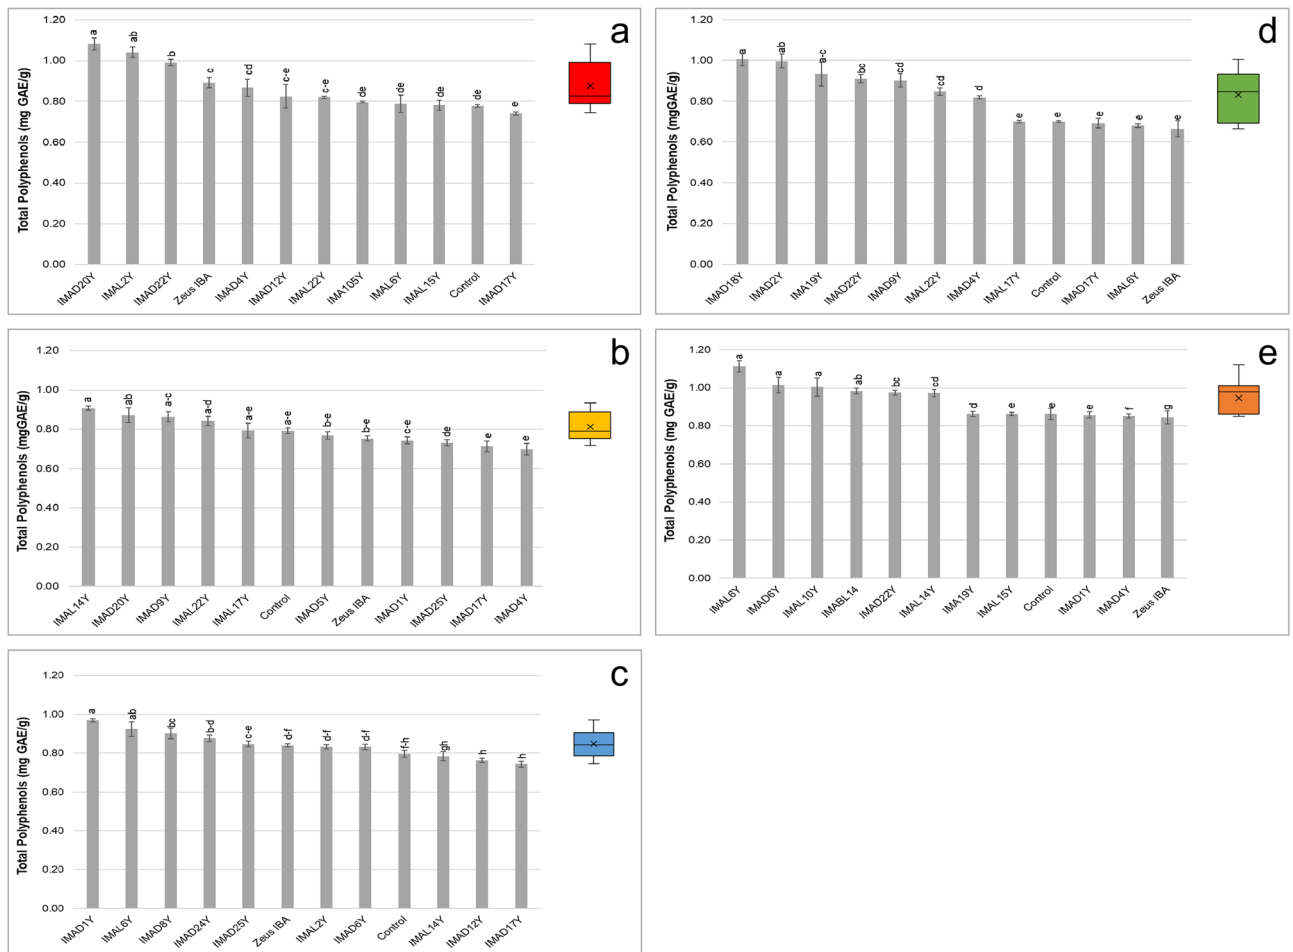 a
Total Polyphenols (mg GAE/g)
1.20
1.00
0.80
0.60
0.40
0.20
0.00
a ab b c cd c-e c-e de de de de e
IMAD20Y IMAL2Y IMAD22Y Zeus IBA IMAD4Y IMAD12Y IMAL22Y IMA105Y IMAL6Y IMAL15Y Control IMAD17Y
d
Total Polyphenols (mgGAE/g)
1.20
1.00
0.80
0.60
0.40
0.20
0.00
a ab a-c bc cd cd d e e e e e
IMAD18Y IMAD2Y IMA19Y IMAD22Y IMAD9Y IMAL22Y IMAD4Y IMAL17Y Control IMAD17Y IMAL6Y Zeus IBA
b
Total Polyphenols (mgGAE/g)
1.20
1.00
0.80
0.60
0.40
0.20
0.00
a ab a-c a-d a-e a-e b-e b-e c-e de e e
IMAL14Y IMAD20Y IMAD9Y IMAL22Y IMAL17Y Control IMAD5Y Zeus IBA IMAD1Y IMAD25Y IMAD17Y IMAD4Y
e
Total Polyphenols (mg GAE/g)
1.20
1.00
0.80
0.60
0.40
0.20
0.00
a a a ab bc cd d e e e f g
IMAL6Y IMAD6Y IMAL10Y IMABL14 IMAD22Y IMAL14Y IMA19Y IMAL15Y Control IMAD1Y IMAD4Y Zeus IBA
c
Total Polyphenols (mg GAE/g)
1.20
1.00
0.80
0.60
0.40
0.20
0.00
a ab bc b-d c-e d-f d-f d-f f-h gh h h
IMAD1Y IMAL6Y IMAD8Y IMAD24Y IMAD25Y Zeus IBA IMAL2Y IMAD6Y Control IMAL14Y IMAD12Y IMAD17Y